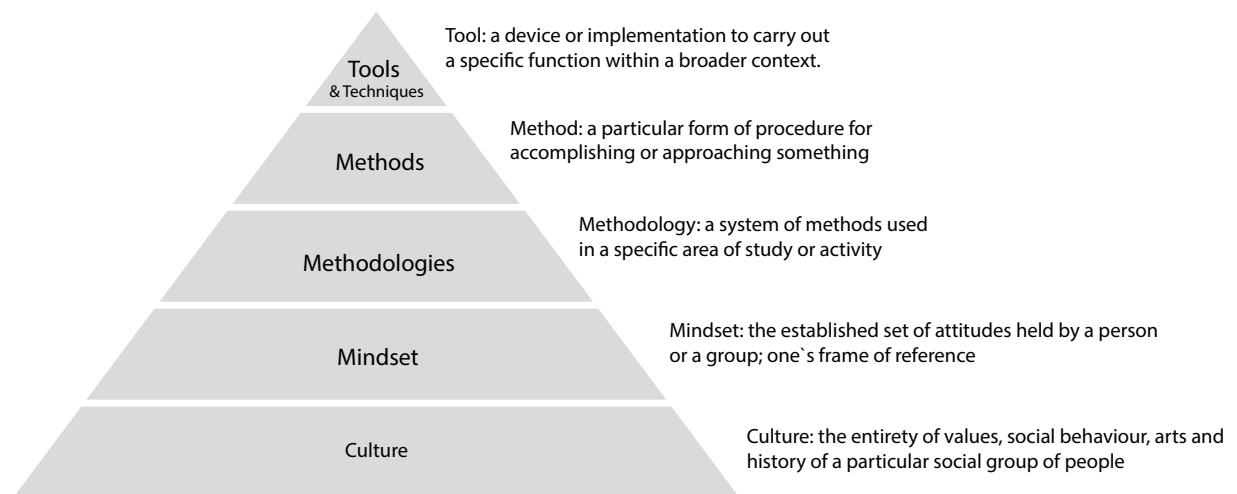 Tools
& Techniques
Tool: a device or implementation to carry out
a specific function within a broader context.
Methods
Method: a particular form of procedure for
accomplishing or approaching something
Methodologies
Methodology: a system of methods used
in a specific area of study or activity
Mindset
Mindset: the established set of attitudes held by a person
or a group; one`s frame of reference
Culture
Culture: the entirety of values, social behaviour, arts and
history of a particular social group of people